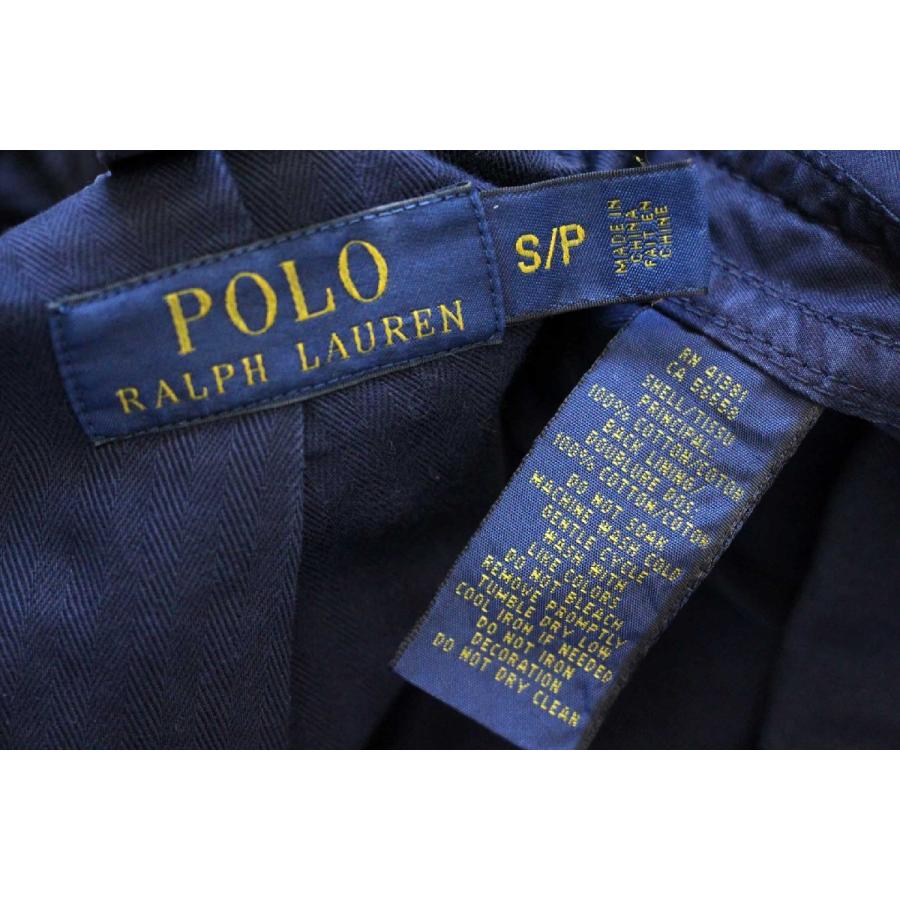 POLO
RALPH LAUREN
S/P
MADE IN
CHINA
FAIT EN
CHINE
RN 41381
CA
SHELL/TISSU
PRINCIPAL
100% COTTON/COTON
BACK LINING/
DOUBLURE DOS
100% COTTON/COTON
DO NOT SOAK
MACHINE WASH COLD
GENTLE CYCLE
WASH WITH
LIKE COLORS
DO NOT BLEACH
REMOVE PROMPTLY
TUMBLE DRY LOW
COOL IRON IF NEEDED
DO NOT IRON
DECORATION
DO NOT DRY CLEAN